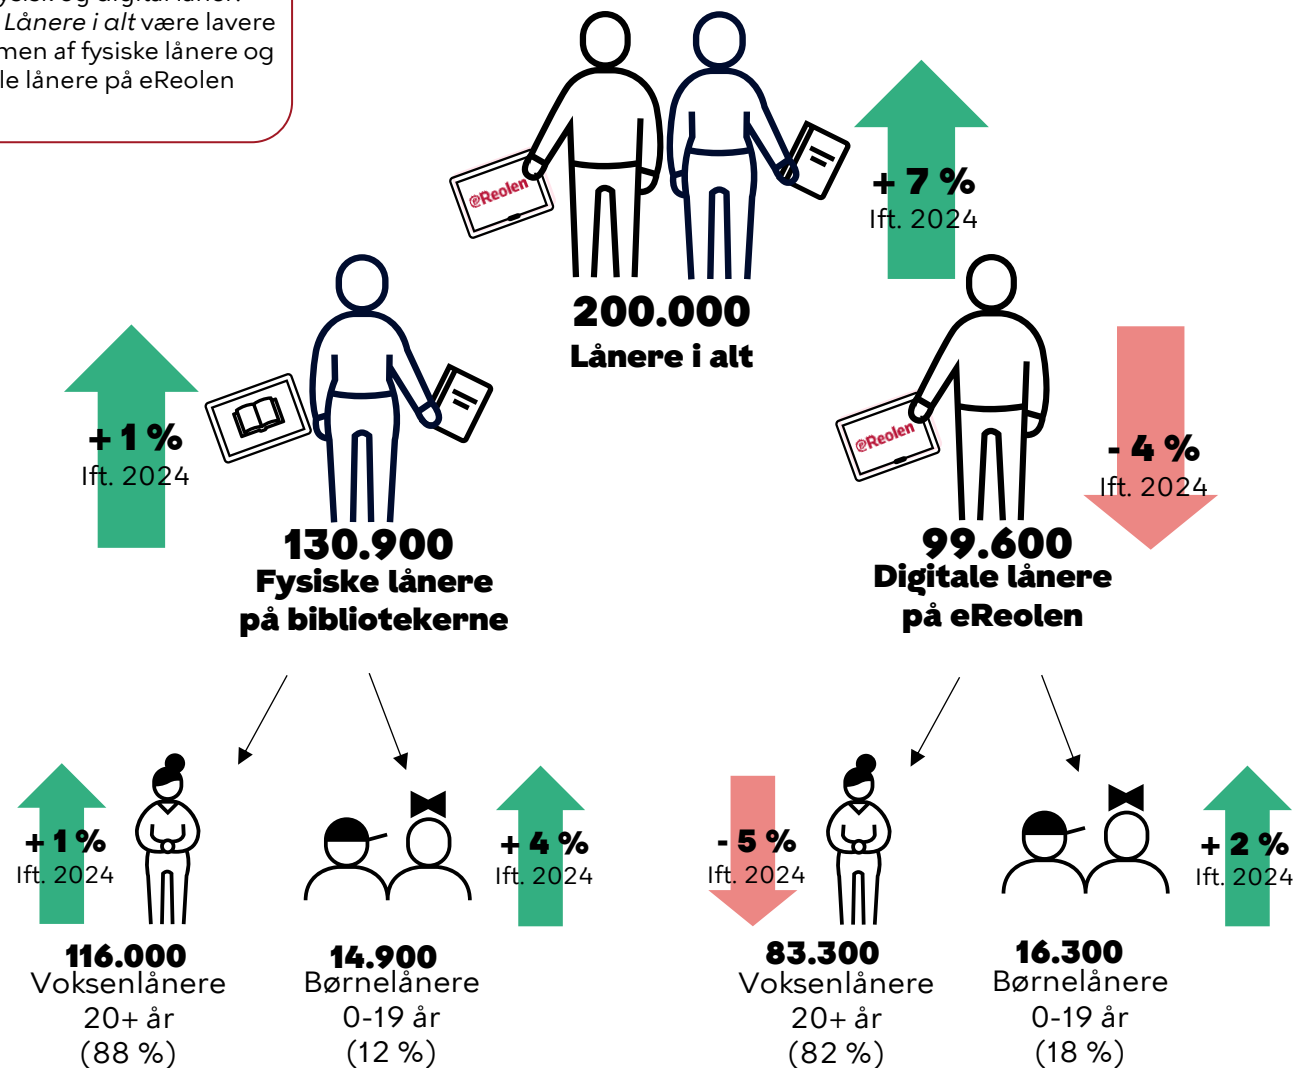 fysisk og digital låner.
Lånere i alt være lavere
men af fysiske lånere og
le lånere på eReolen
+ 7 %
Ift. 2024
eReolen
200.000
Lånere i alt
+ 1 %
Ift. 2024
130.900
Fysiske lånere
på bibliotekerne
eReolen
- 4 %
Ift. 2024
99.600
Digitale lånere
på eReolen
+ 1 %
Ift. 2024
116.000
Voksenlånere
20+ år
(88 %)
+ 4 %
Ift. 2024
14.900
Børnelånere
0-19 år
(12 %)
- 5 %
Ift. 2024
83.300
Voksenlånere
20+ år
(82 %)
+ 2 %
Ift. 2024
16.300
Børnelånere
0-19 år
(18 %)